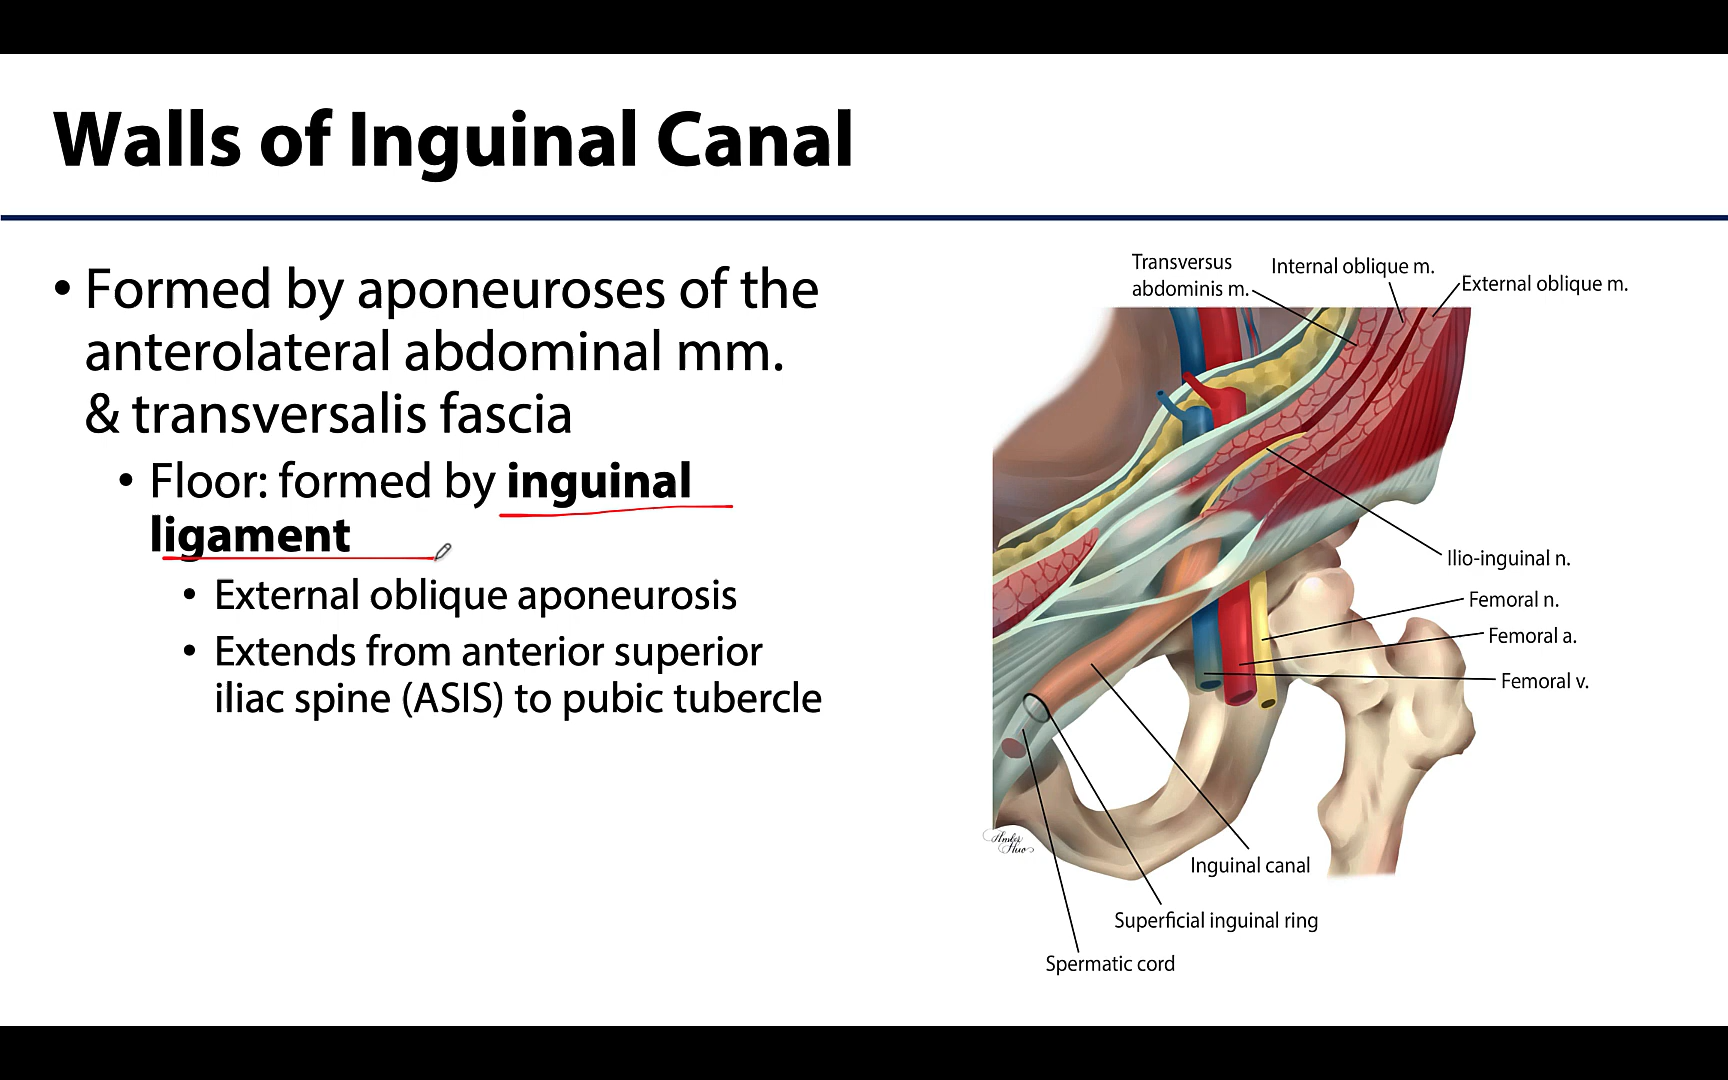 Walls of Inguinal Canal
• Formed by aponeuroses of the
anterolateral abdominal mm.
& transversalis fascia
• Floor: formed by inguinal
ligament
• External oblique aponeurosis
• Extends from anterior superior
iliac spine (ASIS) to pubic tubercle
Transversus
abdominis m.
Internal oblique m.
External oblique m.
Ilio-inguinal n.
Femoral n.
Femoral a.
Femoral v.
Inguinal canal
Superficial inguinal ring
Spermatic cord
Amber
Huo